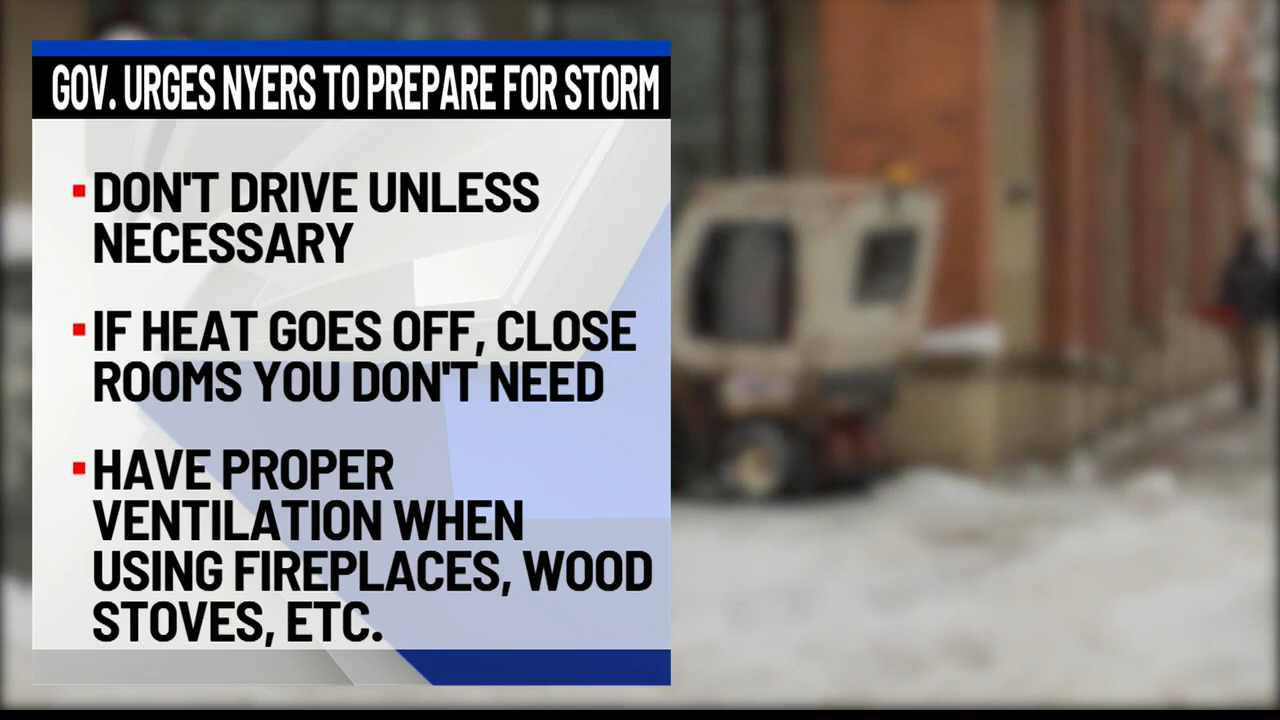 GOV. URGES NYERS TO PREPARE FOR STORM
DON'T DRIVE UNLESS
NECESSARY
IF HEAT GOES OFF, CLOSE
ROOMS YOU DON'T NEED
HAVE PROPER
VENTILATION WHEN
USING FIREPLACES, WOOD
STOVES, ETC.